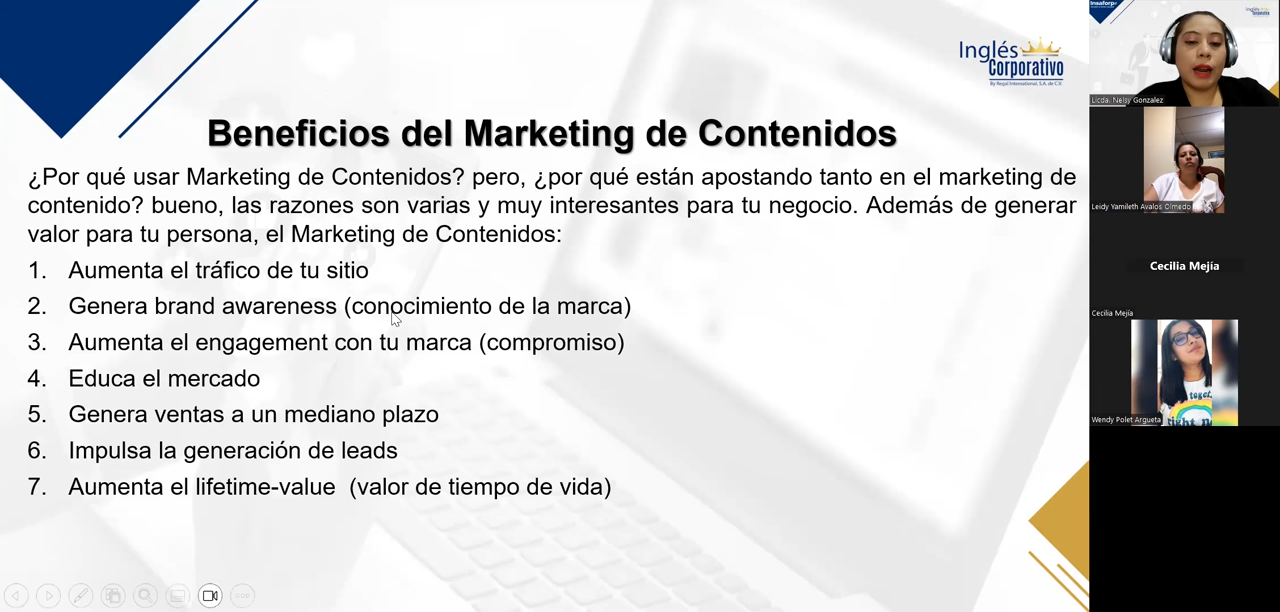 Inglés
Corporativo
By Regal International, S.A. de C.V.
Beneficios del Marketing de Contenidos
¿Por qué usar Marketing de Contenidos? pero, ¿por qué están apostando tanto en el marketing de
contenido? bueno, las razones son varias y muy interesantes para tu negocio. Además de generar
valor para tu persona, el Marketing de Contenidos:
1. Aumenta el tráfico de tu sitio
2. Genera brand awareness (conocimiento de la marca)
3. Aumenta el engagement con tu marca (compromiso)
4. Educa el mercado
5. Genera ventas a un mediano plazo
6. Impulsa la generación de leads
7. Aumenta el lifetime-value (valor de tiempo de vida)
Insaforp
Inglés
Corporativo
Licda. Nelsy Gonzalez
Leidy Yamileth Avalos Olmedo
Cecilia Mejía
Cecilia Mejía
Wendy Polet Argueta